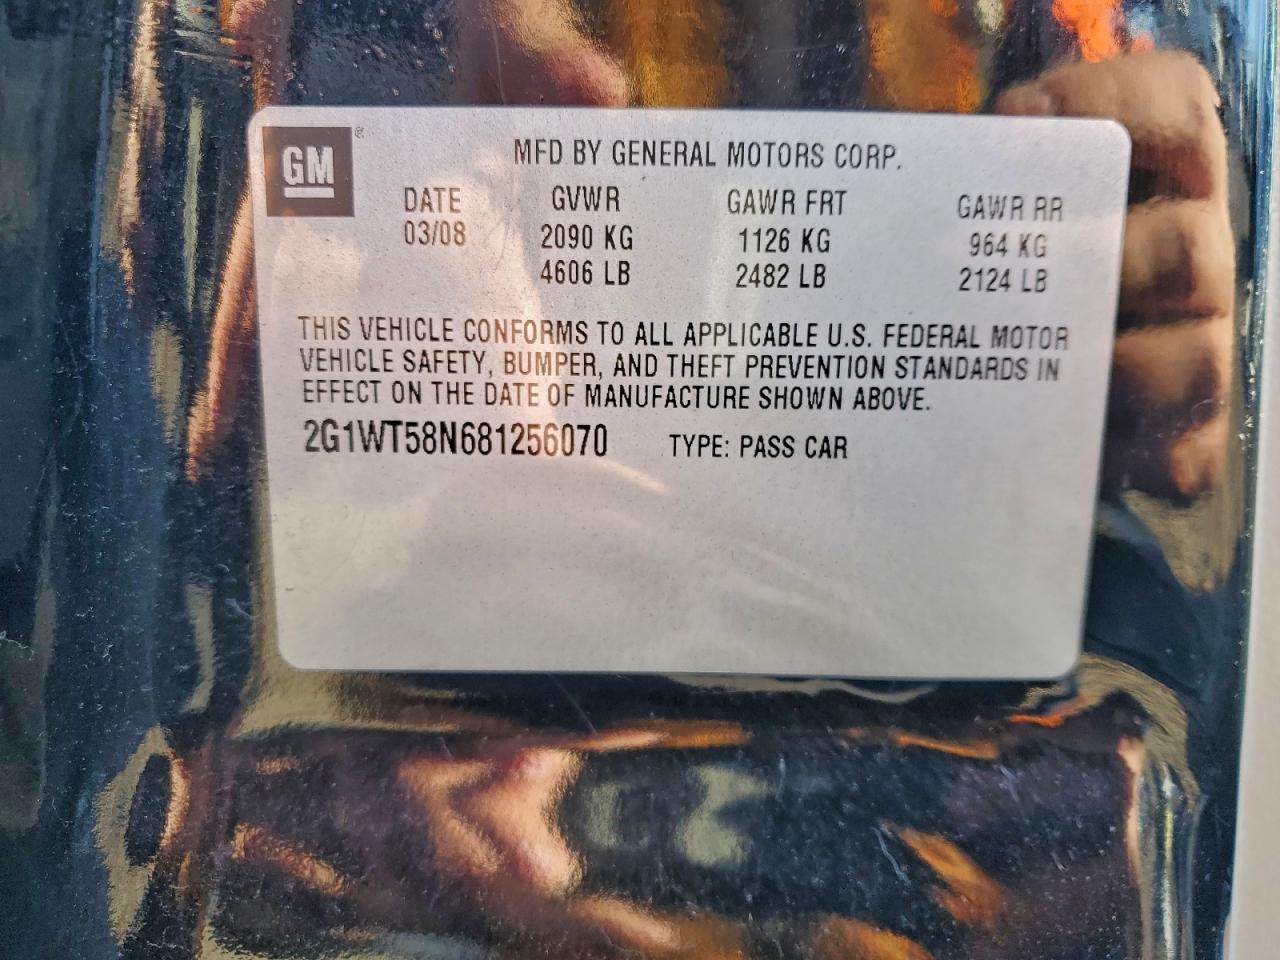 GM ®
MFD BY GENERAL MOTORS CORP.
DATE GVWR GAWR FRT GAWR RR
03/08 2090 KG 1126 KG 964 KG
4606 LB 2482 LB 2124 LB
THIS VEHICLE CONFORMS TO ALL APPLICABLE U.S. FEDERAL MOTOR
VEHICLE SAFETY, BUMPER, AND THEFT PREVENTION STANDARDS IN
EFFECT ON THE DATE OF MANUFACTURE SHOWN ABOVE.
2G1WT58N681256070 TYPE: PASS CAR